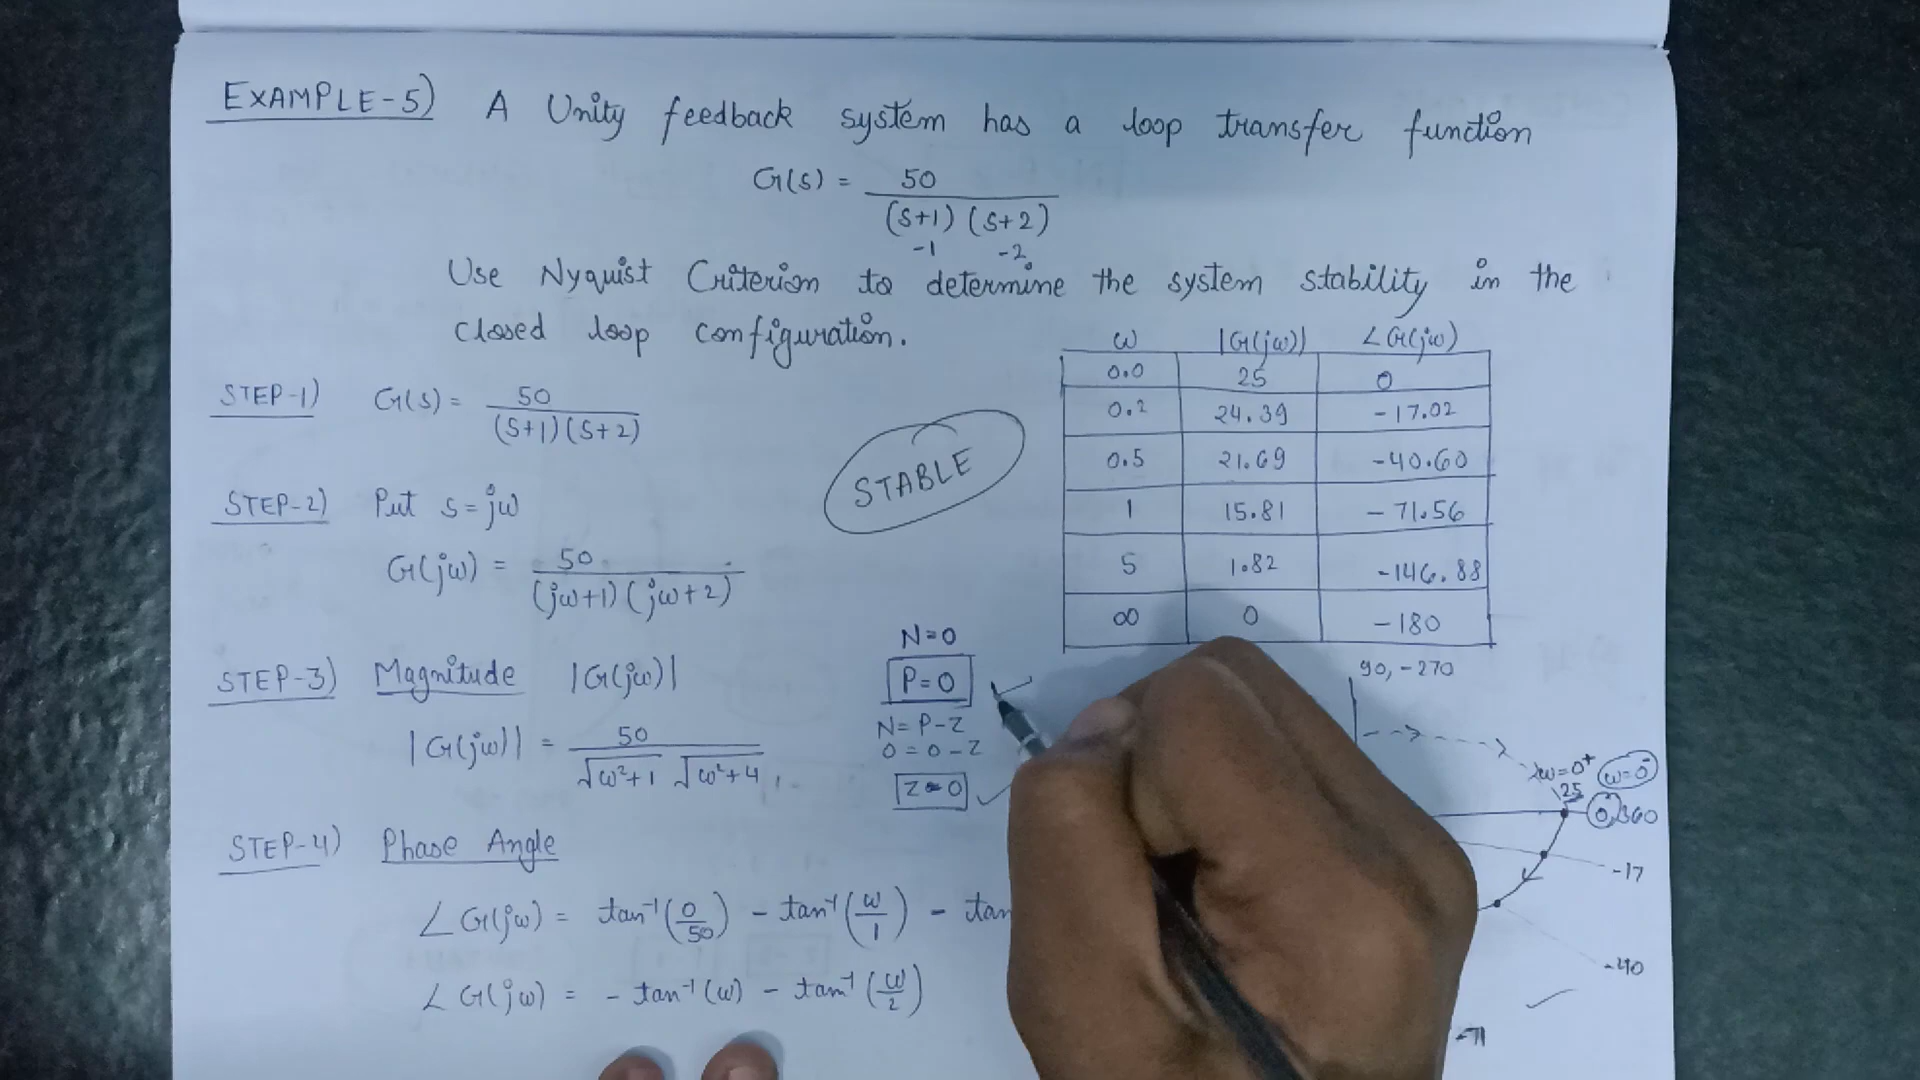 EXAMPLE-5) A Unity feedback system has a loop transfer function
G(s) = 50
(s+1) (s+2)
-1 -2
Use Nyquist Criterion to determine the system stability in the
closed loop configuration.
STEP-1) G(s) = 50
(s+1)(s+2)
STEP-2) Put s=jω
G(jω) = 50
(jω+1) (jω+2)
STEP-3) Magnitude |G(jω)|
|G(jω)| = 50
√ω²+1 √ω²+4
STEP-4) Phase Angle
∠G(jω) = tan⁻¹(0/50) - tan⁻¹(ω/1) - tan
∠G(jω) = - tan⁻¹(ω) - tan⁻¹(ω/2)
STABLE
N=0
P=0
N=P-Z
0=0-Z
Z=0
ω |G(jω)| ∠G(jω)
0.0 25 0
0.2 24.39 -17.02
0.5 21.69 -40.60
1 15.81 -71.56
5 1.82 -146.88
∞ 0 -180
90, -270
ω=0⁺ ω=0⁻
25
0,360
-17
-40
-71